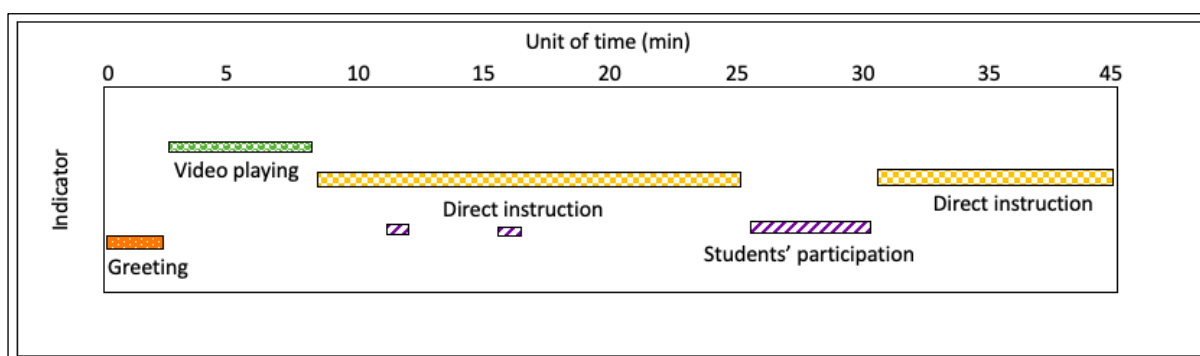 Unit of time (min)
0 5 10 15 20 25 30 35 45
Indicator
Video playing
Direct instruction
Direct instruction
Students’ participation
Greeting